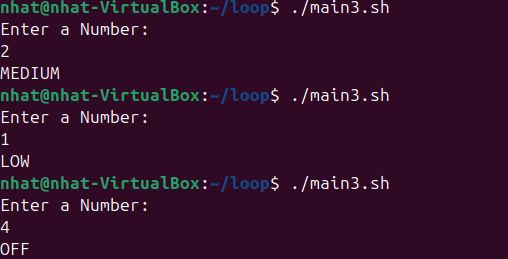 nhat@nhat-VirtualBox:~/loop$ ./main3.sh
Enter a Number:
2
MEDIUM
nhat@nhat-VirtualBox:~/loop$ ./main3.sh
Enter a Number:
1
LOW
nhat@nhat-VirtualBox:~/loop$ ./main3.sh
Enter a Number:
4
OFF